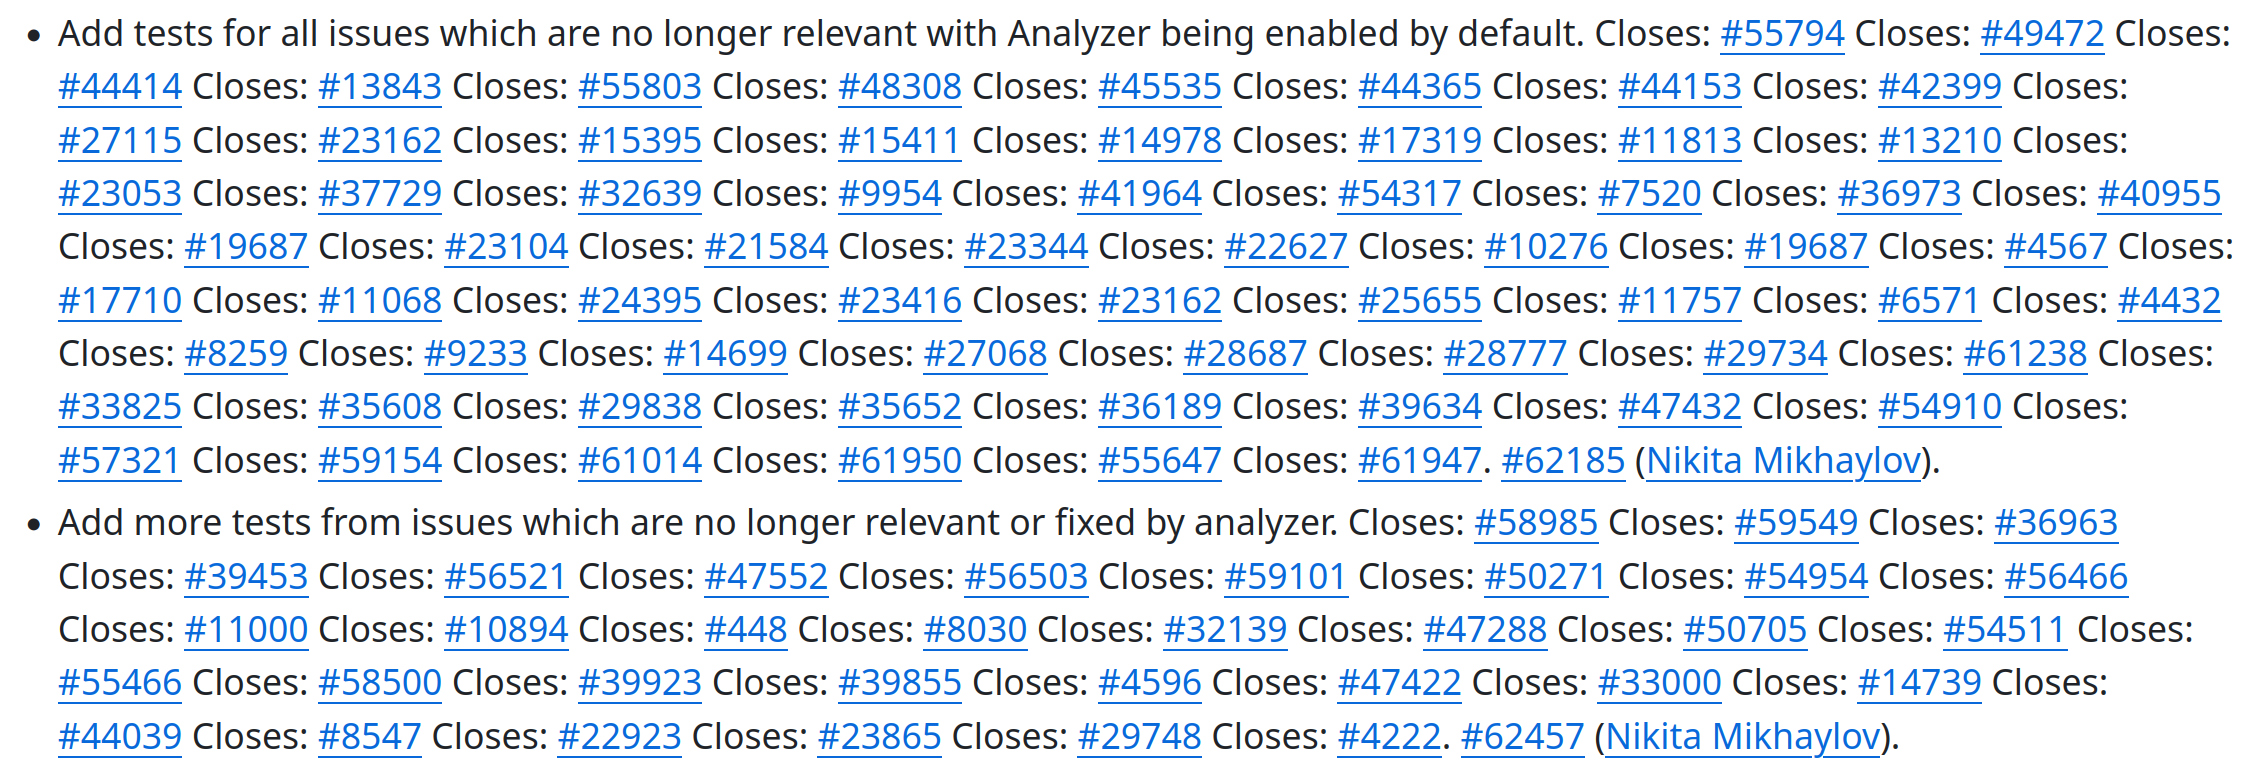 • Add tests for all issues which are no longer relevant with Analyzer being enabled by default. Closes: #55794 Closes: #49472 Closes:
#44414 Closes: #13843 Closes: #55803 Closes: #48308 Closes: #45535 Closes: #44365 Closes: #44153 Closes: #42399 Closes:
#27115 Closes: #23162 Closes: #15395 Closes: #15411 Closes: #14978 Closes: #17319 Closes: #11813 Closes: #13210 Closes:
#23053 Closes: #37729 Closes: #32639 Closes: #9954 Closes: #41964 Closes: #54317 Closes: #7520 Closes: #36973 Closes: #40955
Closes: #19687 Closes: #23104 Closes: #21584 Closes: #23344 Closes: #22627 Closes: #10276 Closes: #19687 Closes: #4567 Closes:
#17710 Closes: #11068 Closes: #24395 Closes: #23416 Closes: #23162 Closes: #25655 Closes: #11757 Closes: #6571 Closes: #4432
Closes: #8259 Closes: #9233 Closes: #14699 Closes: #27068 Closes: #28687 Closes: #28777 Closes: #29734 Closes: #61238 Closes:
#33825 Closes: #35608 Closes: #29838 Closes: #35652 Closes: #36189 Closes: #39634 Closes: #47432 Closes: #54910 Closes:
#57321 Closes: #59154 Closes: #61014 Closes: #61950 Closes: #55647 Closes: #61947. #62185 (Nikita Mikhaylov).
• Add more tests from issues which are no longer relevant or fixed by analyzer. Closes: #58985 Closes: #59549 Closes: #36963
Closes: #39453 Closes: #56521 Closes: #47552 Closes: #56503 Closes: #59101 Closes: #50271 Closes: #54954 Closes: #56466
Closes: #11000 Closes: #10894 Closes: #448 Closes: #8030 Closes: #32139 Closes: #47288 Closes: #50705 Closes: #54511 Closes:
#55466 Closes: #58500 Closes: #39923 Closes: #39855 Closes: #4596 Closes: #47422 Closes: #33000 Closes: #14739 Closes:
#44039 Closes: #8547 Closes: #22923 Closes: #23865 Closes: #29748 Closes: #4222. #62457 (Nikita Mikhaylov).